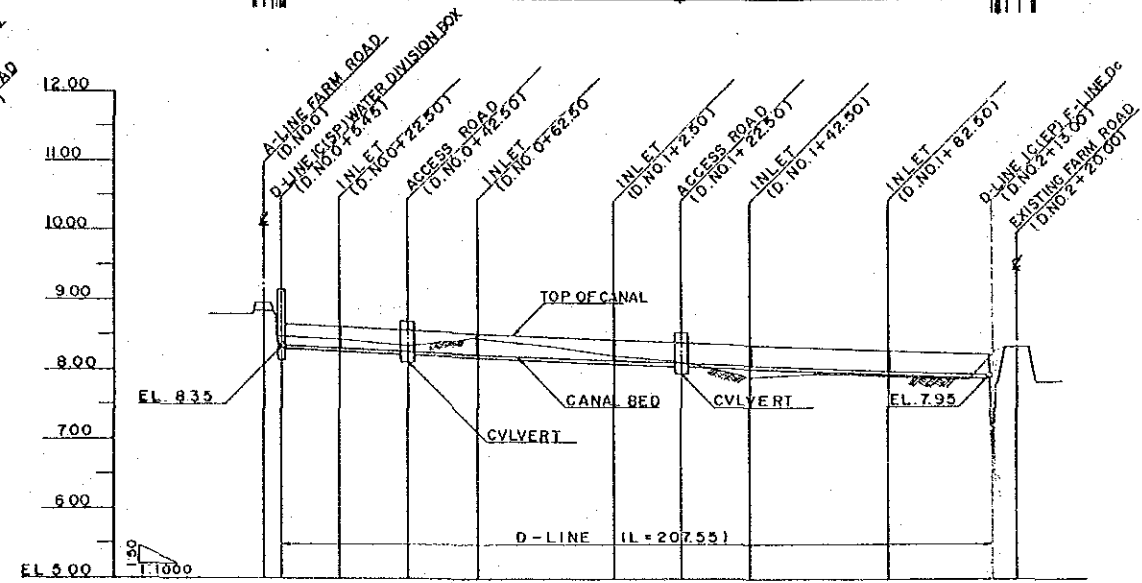 A-LINE FARM ROAD
(D.NO.0)
D-LINE IC(ISP)WATER DIVISION BOX
(D.NO.0+5.45)
INLET
(D.NO.0+22.50)
ACCESS ROAD
(D.NO.0+42.50)
INLET
(D.NO.0+62.50
INLET
(D.NO.1+2.50)
ACCESS ROAD
(D.NO.1+22.50)
INLET
(D.NO.1+42.50)
INLET
(D.NO.1+82.50)
D-LINE IC(EP) F-LINE Dc
(D.NO.2+13.00)
EXISTING FARM ROAD
(D.NO.2+20.00)
12.00
11.00
10.00
9.00
8.00
7.00
6.00
EL 5.00
TOP OF CANAL
EL. 8.35
CANAL BED
CVLVERT
CVLVERT
EL. 7.95
D-LINE (L=207.55)
1:50
1:1000